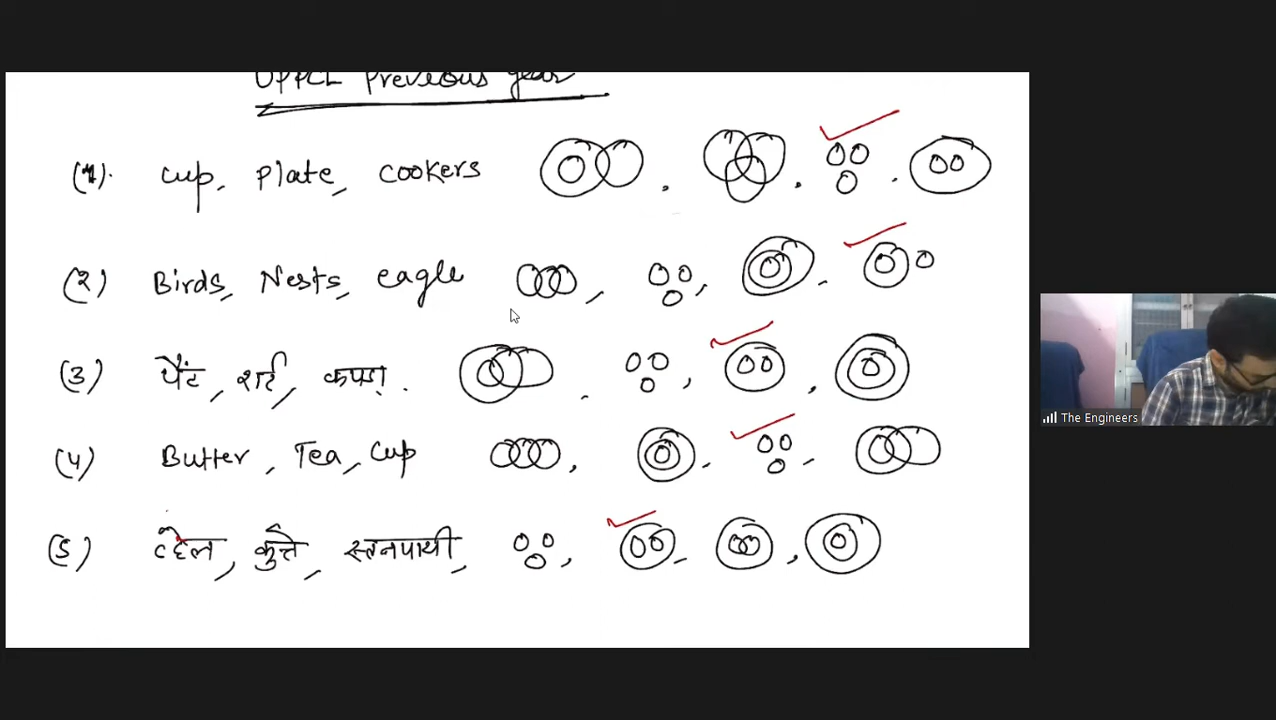 UPPCL Preveous year
(1). cup, plate, cookers
(2) Birds, Nests, eagle
(3) पैंट, शर्ट, कपड़ा.
(4) Butter, Tea, Cup
(5) व्हेल, कुत्ते, स्तनपायी,
The Engineers